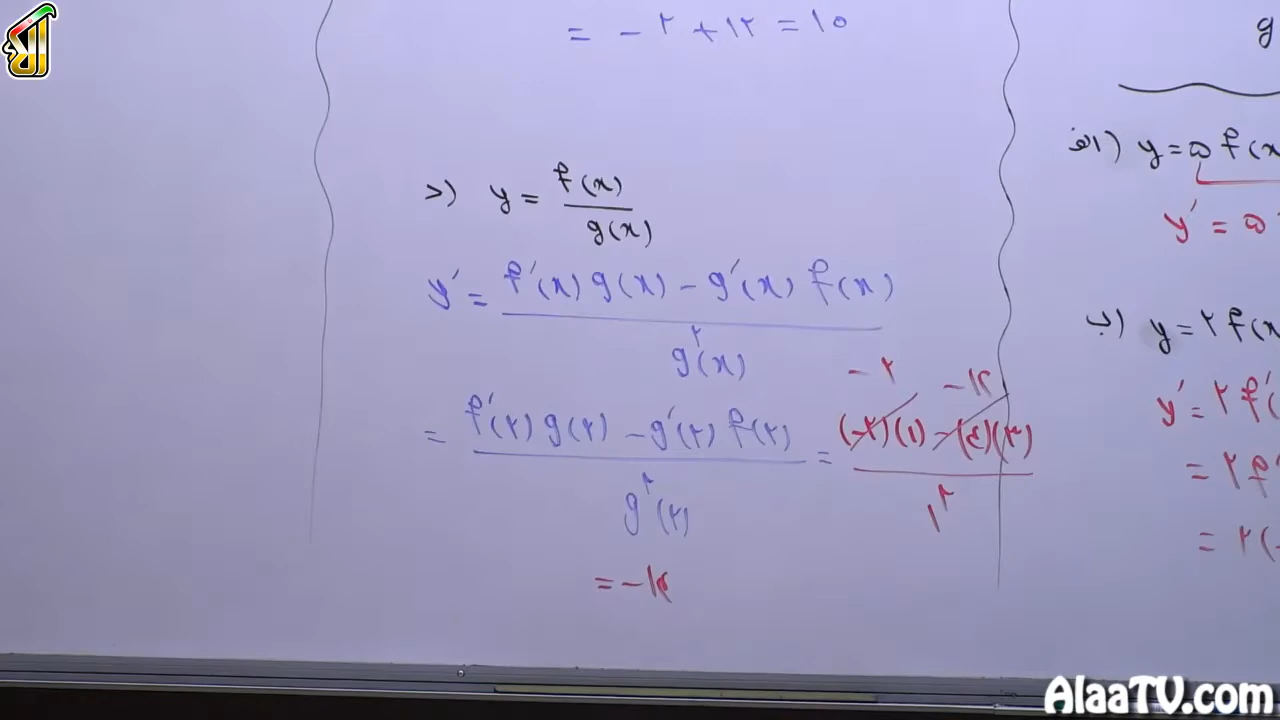 = -۲ + ۱۲ = ۱۰
g
الف) y = ۵ f(x
y' = ۵
ب) y = ۲ f(x
y' = ۲ f'(
= ۲ f'
= ۲(-
د) y = f(x) / g(x)
y' = f'(x) g(x) - g'(x) f(x) / g²(x)
= f'(۲) g(۲) - g'(۲) f(۲) / g²(۲) = (-۲)(۱) - (۴)(۳) / ۱²
-۲ -۱۲
= -۱۴
AlaaTV.com